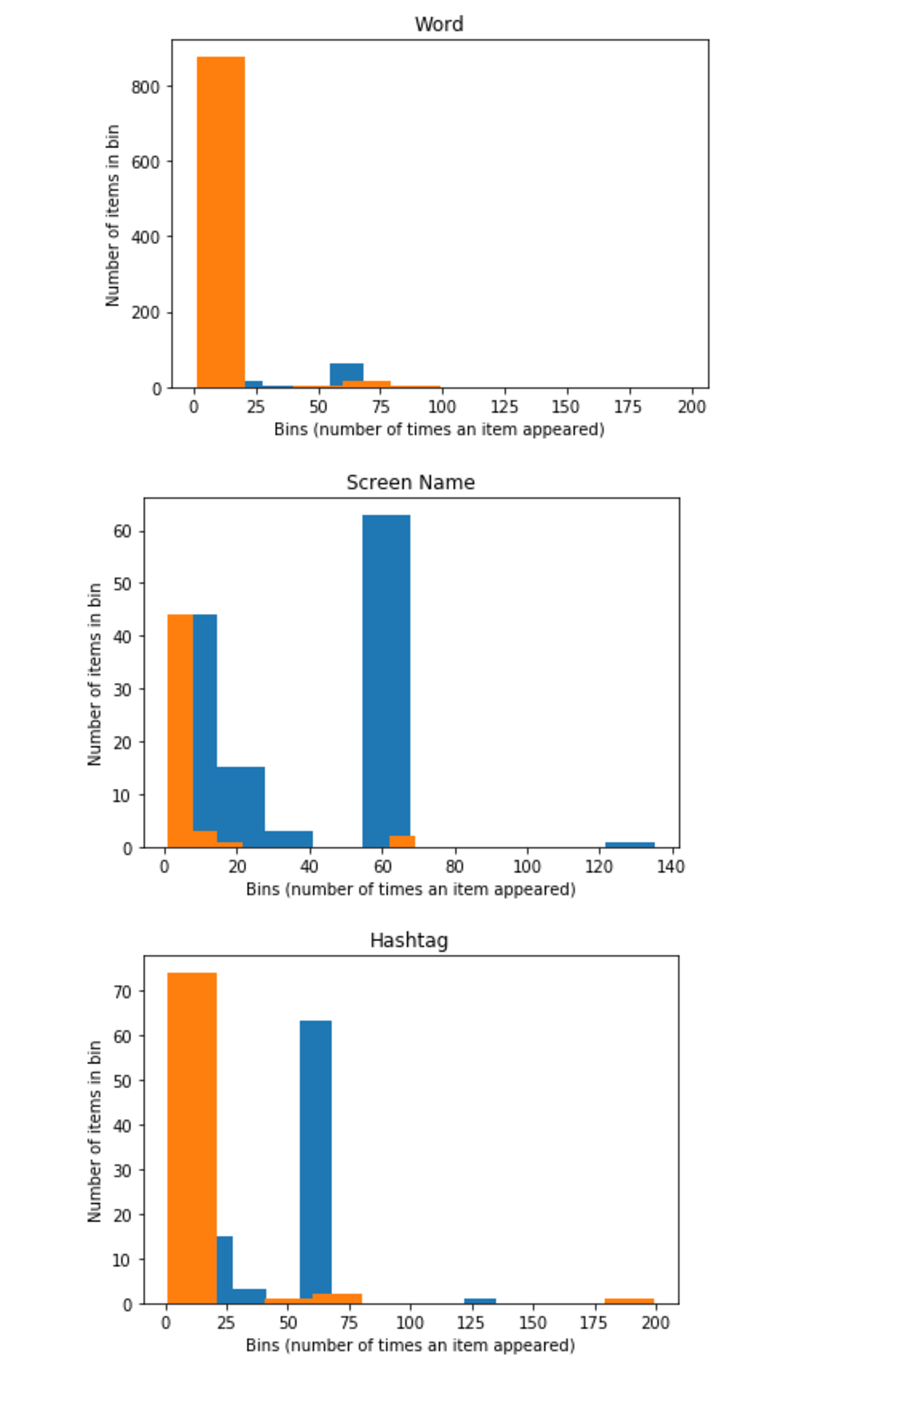 Word
800
600
400
200
0
Number of items in bin
0 25 50 75 100 125 150 175 200
Bins (number of times an item appeared)
Screen Name
60
50
40
30
20
10
0
Number of items in bin
0 20 40 60 80 100 120 140
Bins (number of times an item appeared)
Hashtag
70
60
50
40
30
20
10
0
Number of items in bin
0 25 50 75 100 125 150 175 200
Bins (number of times an item appeared)